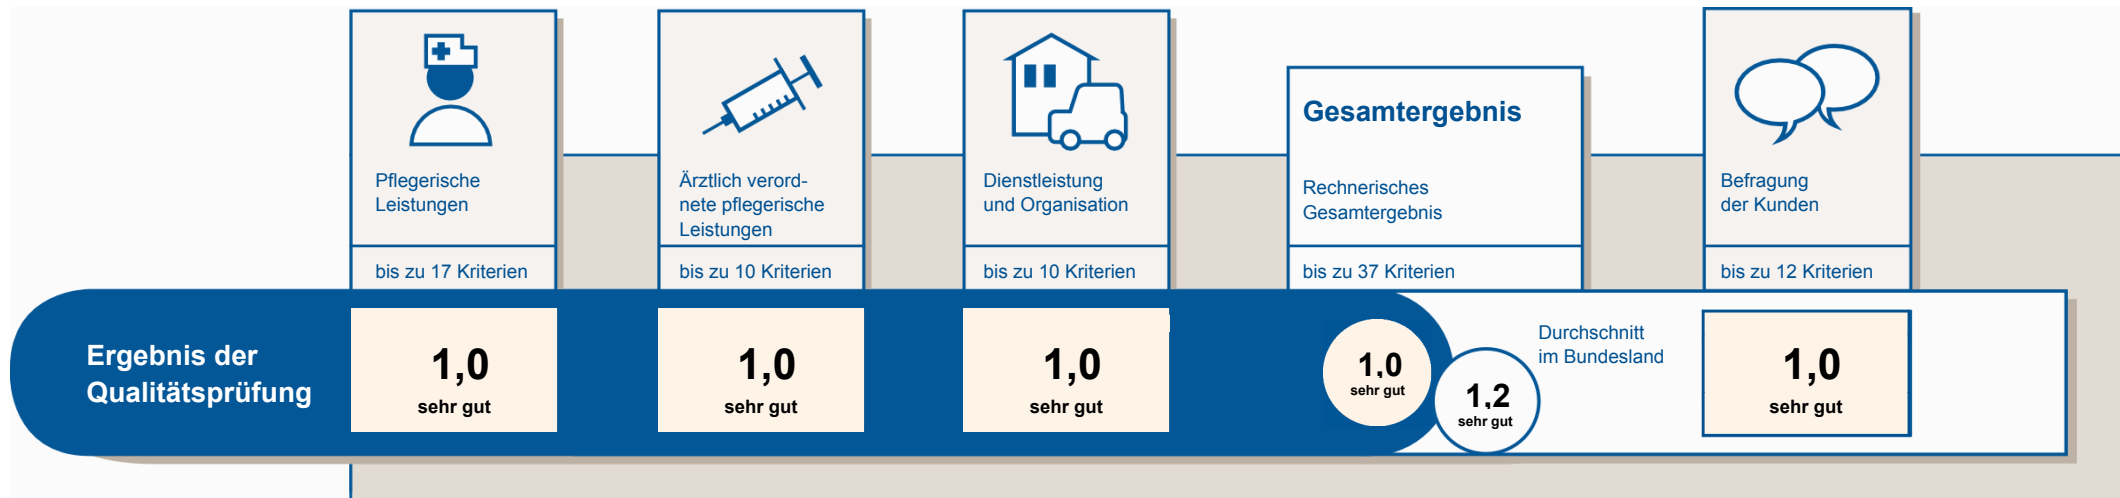 Pflegerische
Leistungen
bis zu 17 Kriterien
Ärztlich verord-
nete pflegerische
Leistungen
bis zu 10 Kriterien
Dienstleistung
und Organisation
bis zu 10 Kriterien
Gesamtergebnis
Rechnerisches
Gesamtergebnis
bis zu 37 Kriterien
Befragung
der Kunden
bis zu 12 Kriterien
Ergebnis der
Qualitätsprüfung
1,0
sehr gut
1,0
sehr gut
1,0
sehr gut
1,0
sehr gut
1,2
sehr gut
Durchschnitt
im Bundesland
1,0
sehr gut